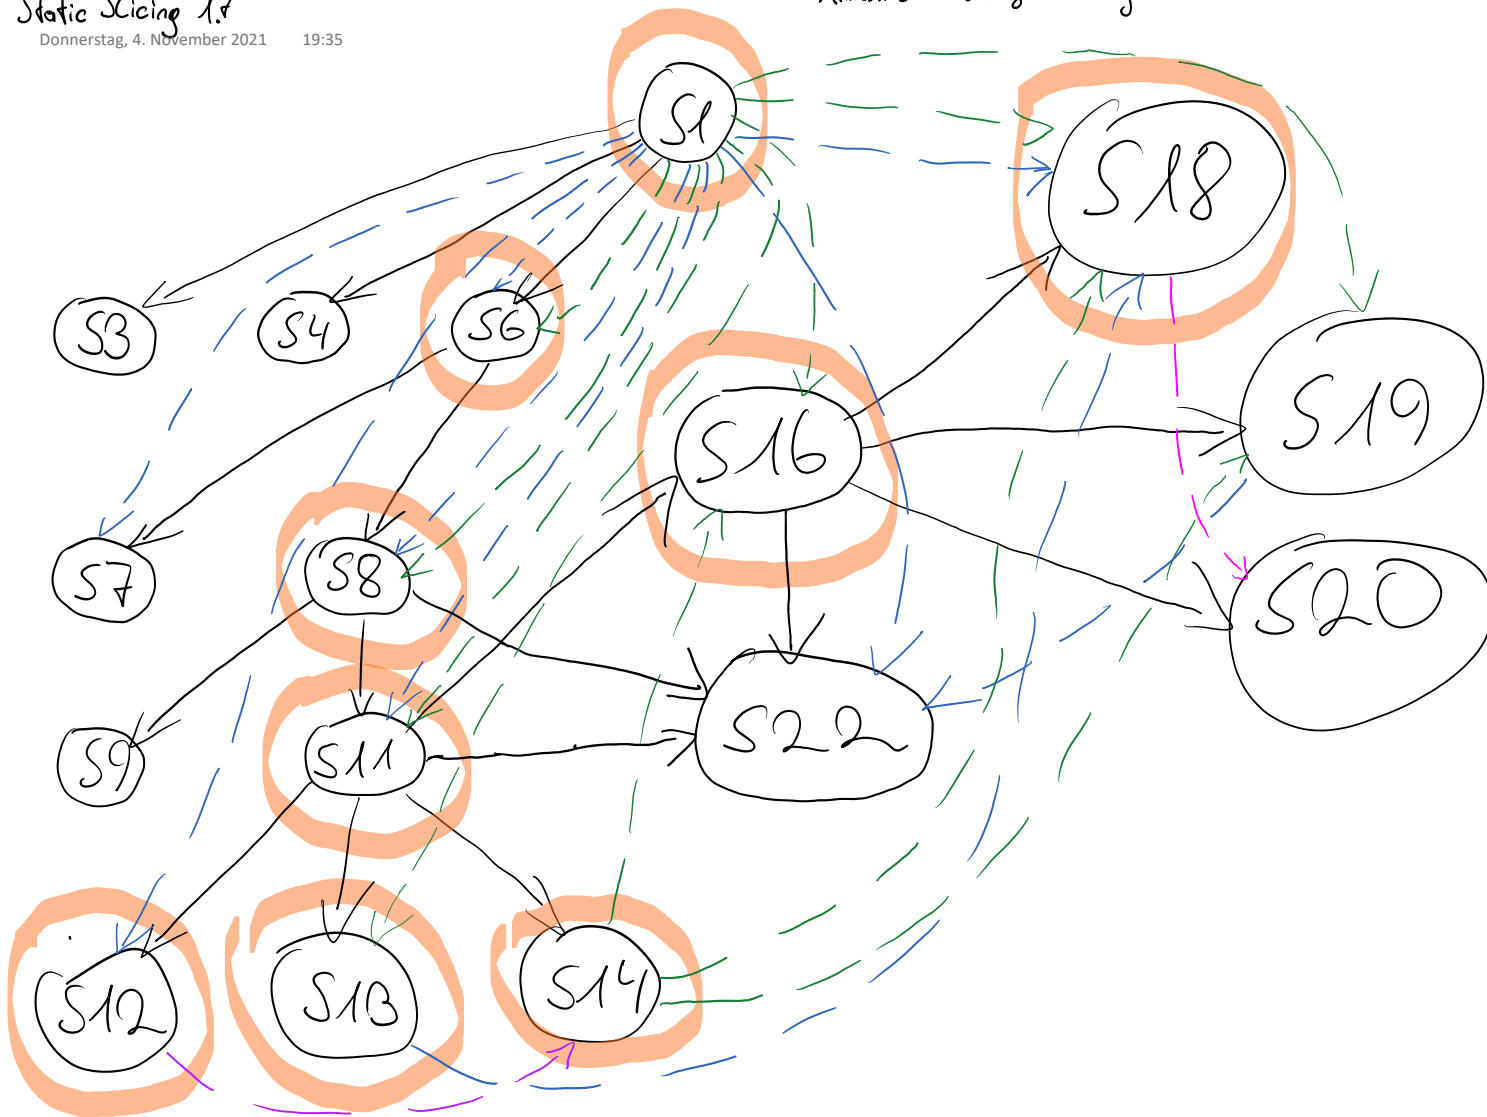 Static Slicing 1.
Donnerstag, 4. November 2021 19:35
S1
S18
S3
S4
S6
S19
S16
S7
S8
S20
S9
S11
S22
S12
S13
S14